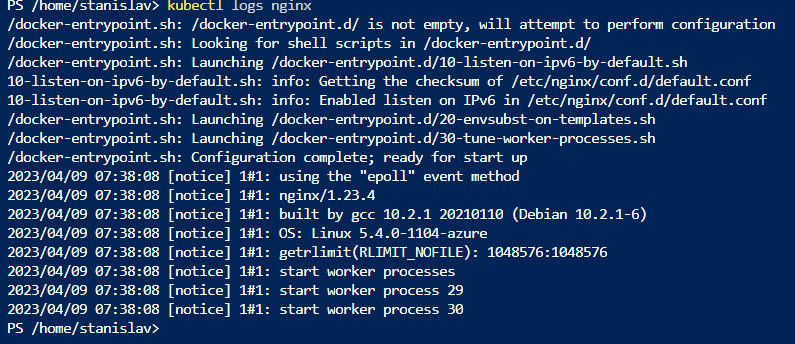 PS /home/stanislav> kubectl logs nginx
/docker-entrypoint.sh: /docker-entrypoint.d/ is not empty, will attempt to perform configuration
/docker-entrypoint.sh: Looking for shell scripts in /docker-entrypoint.d/
/docker-entrypoint.sh: Launching /docker-entrypoint.d/10-listen-on-ipv6-by-default.sh
10-listen-on-ipv6-by-default.sh: info: Getting the checksum of /etc/nginx/conf.d/default.conf
10-listen-on-ipv6-by-default.sh: info: Enabled listen on IPv6 in /etc/nginx/conf.d/default.conf
/docker-entrypoint.sh: Launching /docker-entrypoint.d/20-envsubst-on-templates.sh
/docker-entrypoint.sh: Launching /docker-entrypoint.d/30-tune-worker-processes.sh
/docker-entrypoint.sh: Configuration complete; ready for start up
2023/04/09 07:38:08 [notice] 1#1: using the "epoll" event method
2023/04/09 07:38:08 [notice] 1#1: nginx/1.23.4
2023/04/09 07:38:08 [notice] 1#1: built by gcc 10.2.1 20210110 (Debian 10.2.1-6)
2023/04/09 07:38:08 [notice] 1#1: OS: Linux 5.4.0-1104-azure
2023/04/09 07:38:08 [notice] 1#1: getrlimit(RLIMIT_NOFILE): 1048576:1048576
2023/04/09 07:38:08 [notice] 1#1: start worker processes
2023/04/09 07:38:08 [notice] 1#1: start worker process 29
2023/04/09 07:38:08 [notice] 1#1: start worker process 30
PS /home/stanislav>